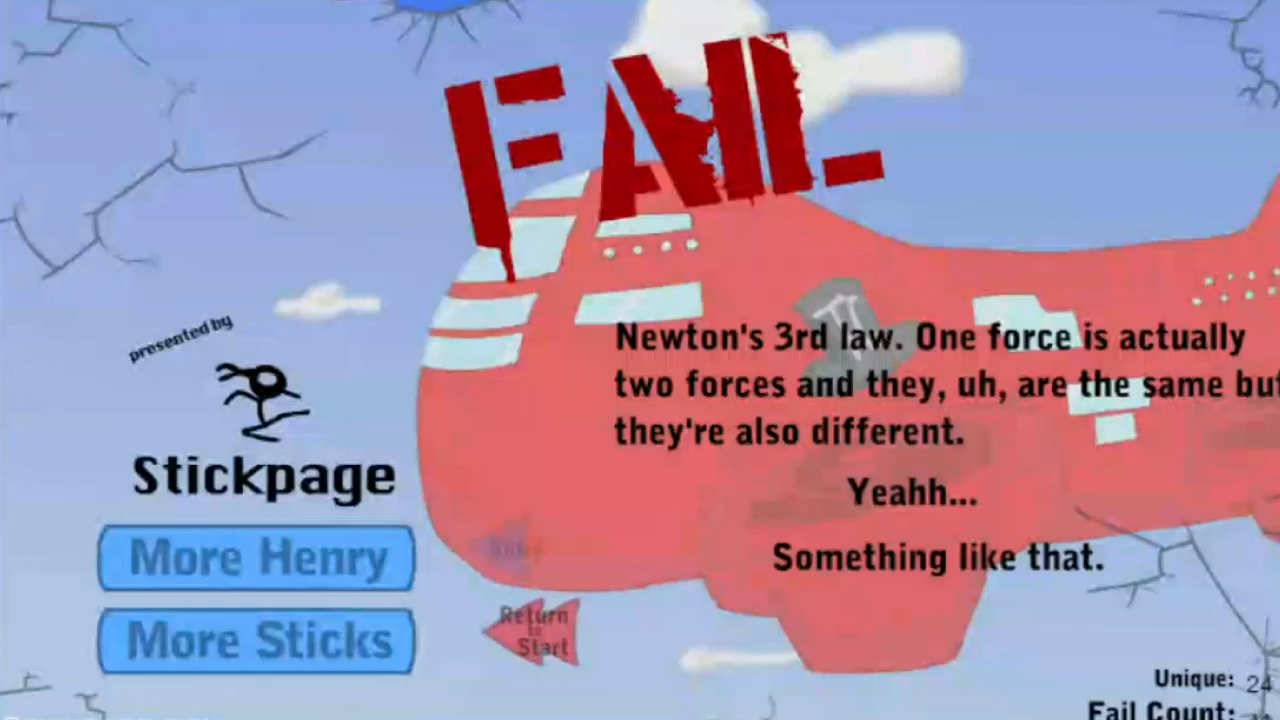 FAIL
Newton's 3rd law. One force is actually
two forces and they, uh, are the same but
they're also different.
Yeahh...
Something like that.
presented by
Stickpage
More Henry
More Sticks
Return
to
Start
Unique: 24
Fail Count: